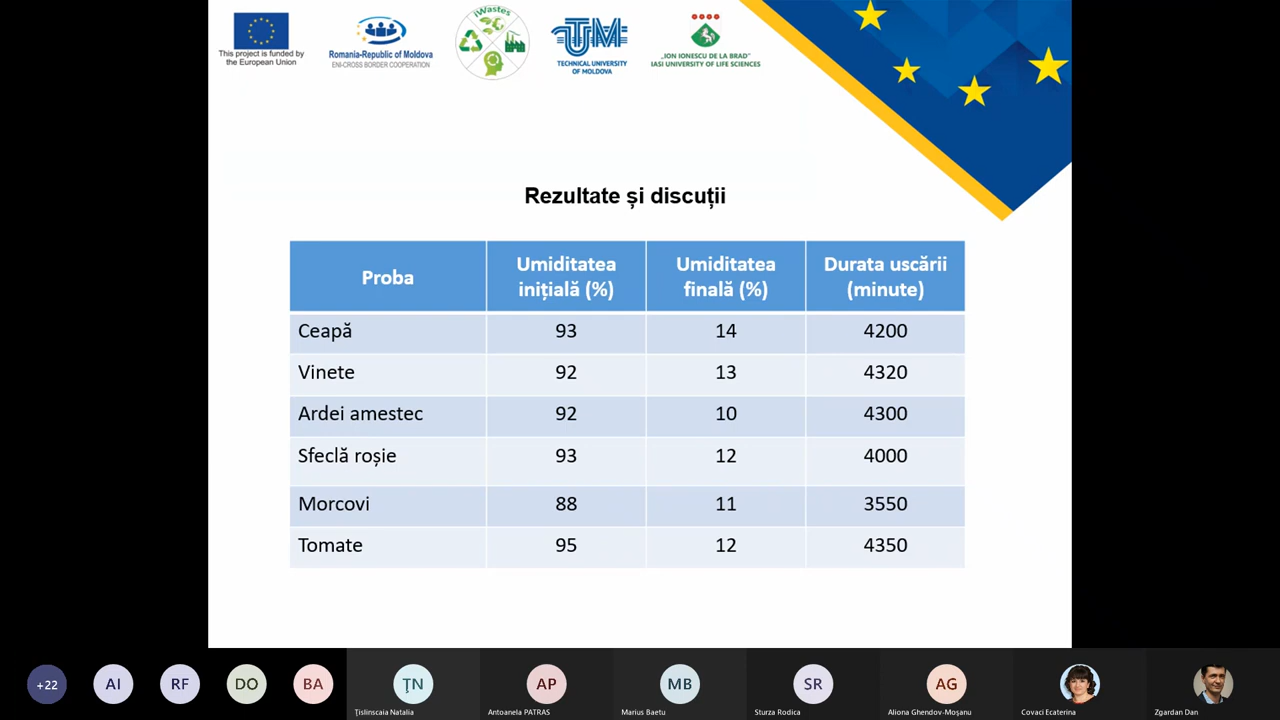 This project is funded by
the European Union
Romania-Republic of Moldova
ENI-CROSS BORDER COOPERATION
iWastes
UTM
TECHNICAL UNIVERSITY
OF MOLDOVA
„ION IONESCU DE LA BRAD”
IASI UNIVERSITY OF LIFE SCIENCES
Rezultate și discuții
Proba Umiditatea inițială (%) Umiditatea finală (%) Durata uscării (minute)
Ceapă 93 14 4200
Vinete 92 13 4320
Ardei amestec 92 10 4300
Sfeclă roșie 93 12 4000
Morcovi 88 11 3550
Tomate 95 12 4350
+22 AI RF DO BA ŢN AP MB SR AG
Țîslinscaia Natalia Antoanela PATRAS Marius Baetu Sturza Rodica Aliona Ghendov-Moșanu Covaci Ecaterina Zgardan Dan